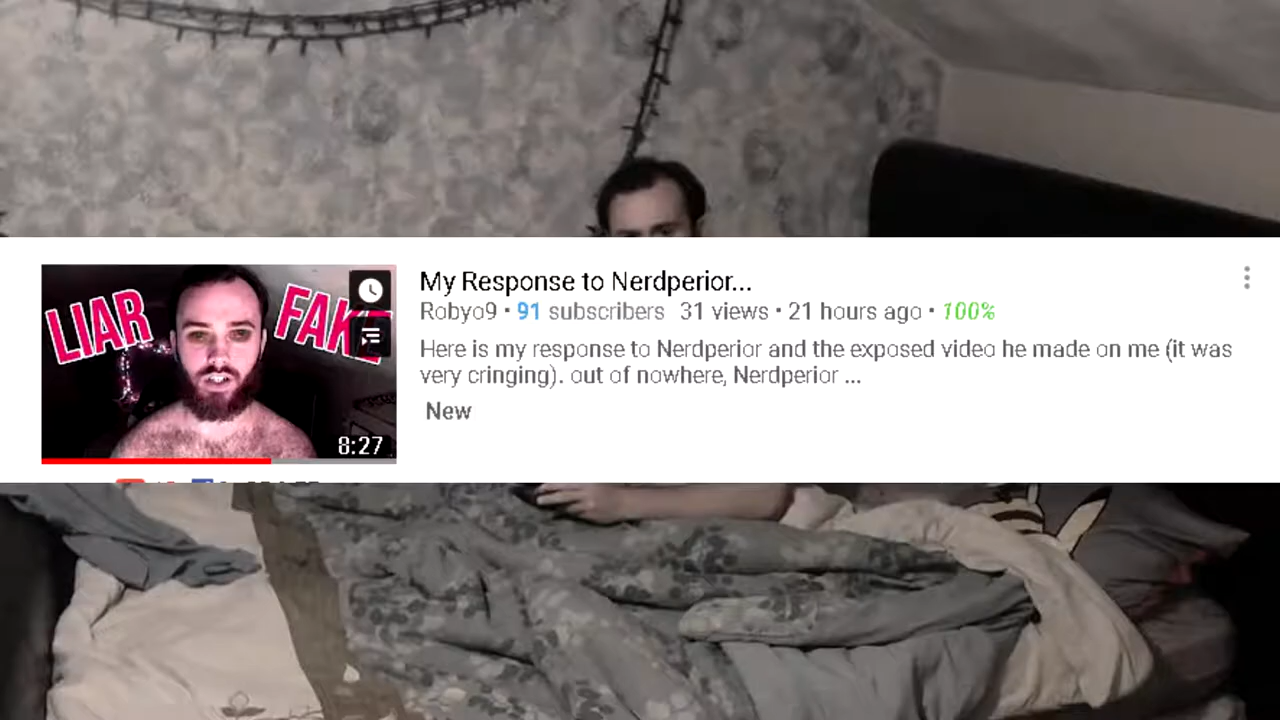 LIAR
FAKE
8:27
My Response to Nerdperior...
Robyo9 • 91 subscribers 31 views • 21 hours ago • 100%
Here is my response to Nerdperior and the exposed video he made on me (it was
very cringing). out of nowhere, Nerdperior ...
New